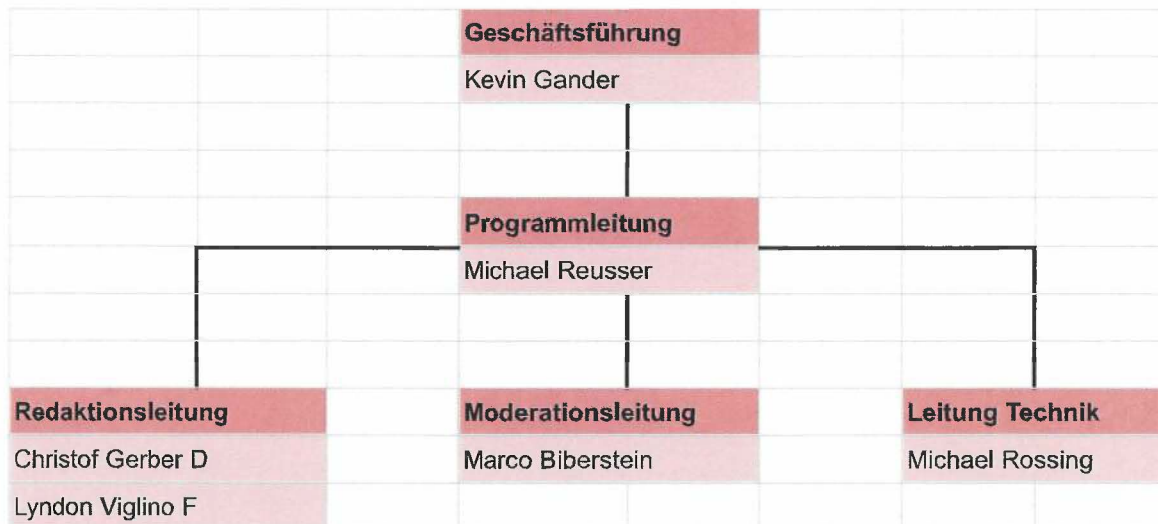 Geschäftsführung
Kevin Gander
Programmleitung
Michael Reusser
Redaktionsleitung
Christof Gerber D
Lyndon Viglino F
Moderationsleitung
Marco Biberstein
Leitung Technik
Michael Rossing